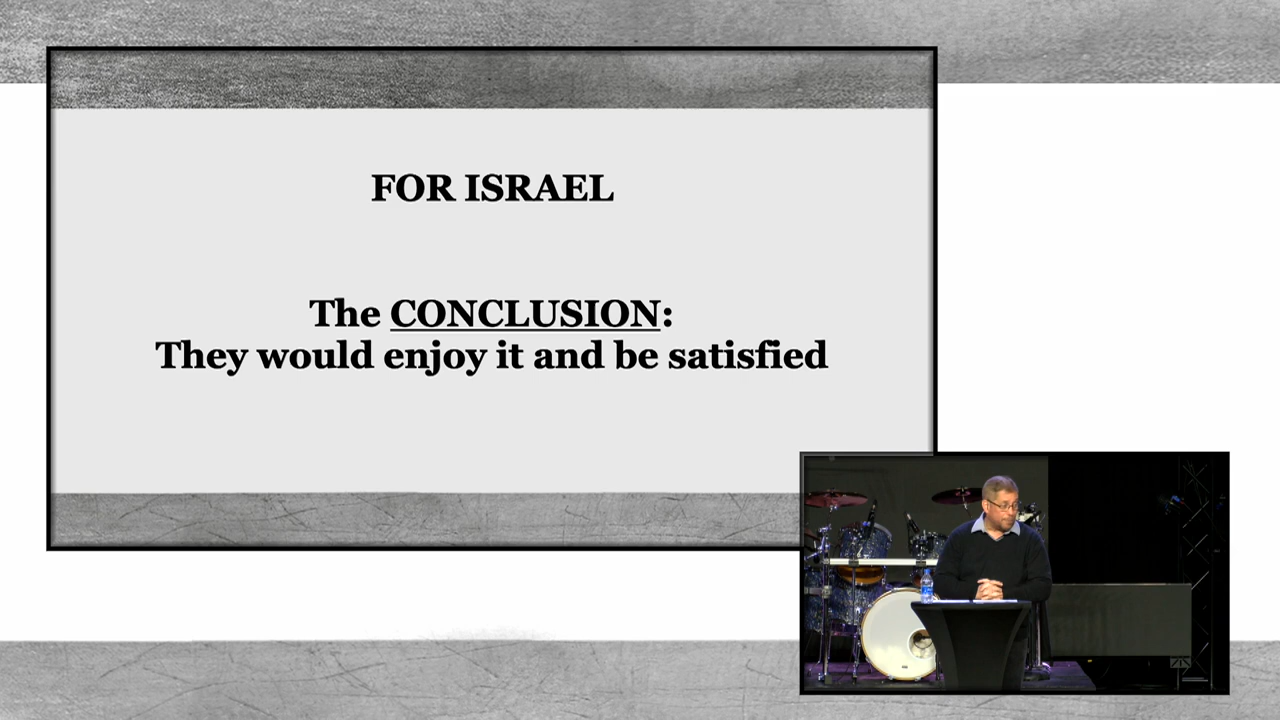 FOR ISRAEL
The CONCLUSION:
They would enjoy it and be satisfied